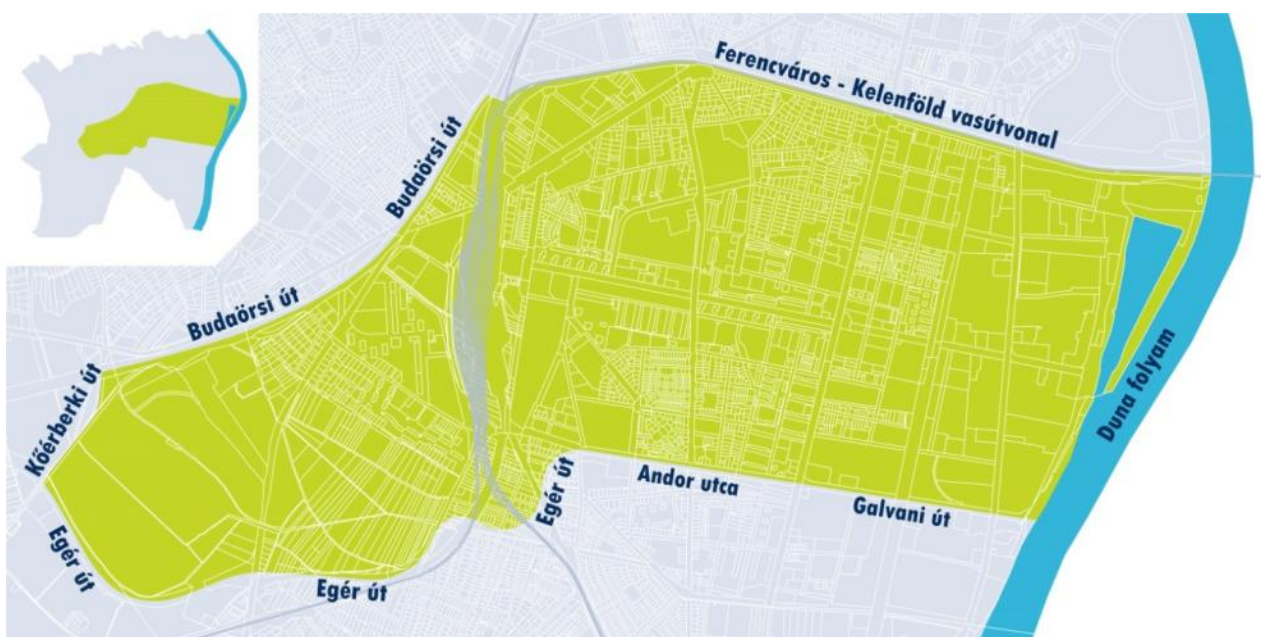 Ferencváros - Kelenföld vasútvonal
Budaörsi út
Budaörsi út
Kőérberki út
Duna folyam
Egér út
Andor utca
Galvani út
Egér út
Egér út